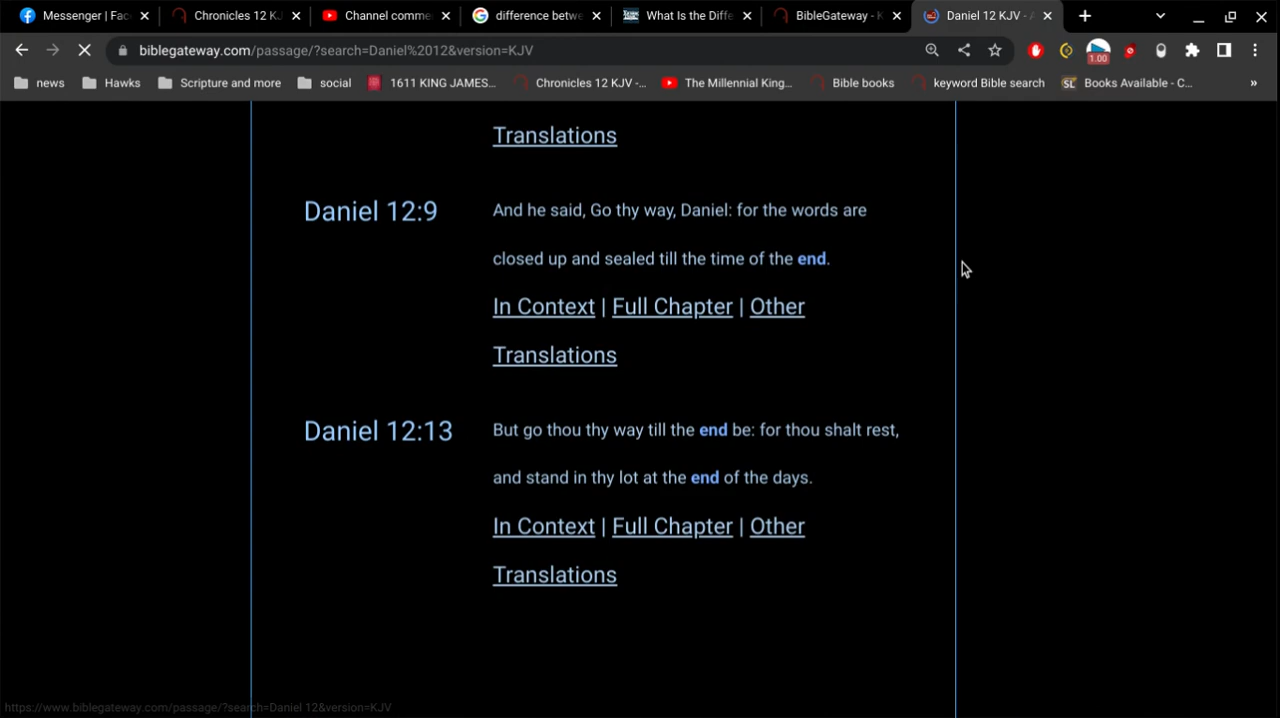 Messenger | Fac
Chronicles 12 KJ
Channel comme
difference betwe
What Is the Diffe
BibleGateway - K
Daniel 12 KJV - A
biblegateway.com/passage/?search=Daniel%2012&version=KJV
1.00
news
Hawks
Scripture and more
social
1611 KING JAMES...
Chronicles 12 KJV -...
The Millennial King...
Bible books
keyword Bible search
SL Books Available - C...
»
Translations
Daniel 12:9
And he said, Go thy way, Daniel: for the words are
closed up and sealed till the time of the end.
In Context | Full Chapter | Other
Translations
Daniel 12:13
But go thou thy way till the end be: for thou shalt rest,
and stand in thy lot at the end of the days.
In Context | Full Chapter | Other
Translations
https://www.biblegateway.com/passage/?search=Daniel 12&version=KJV